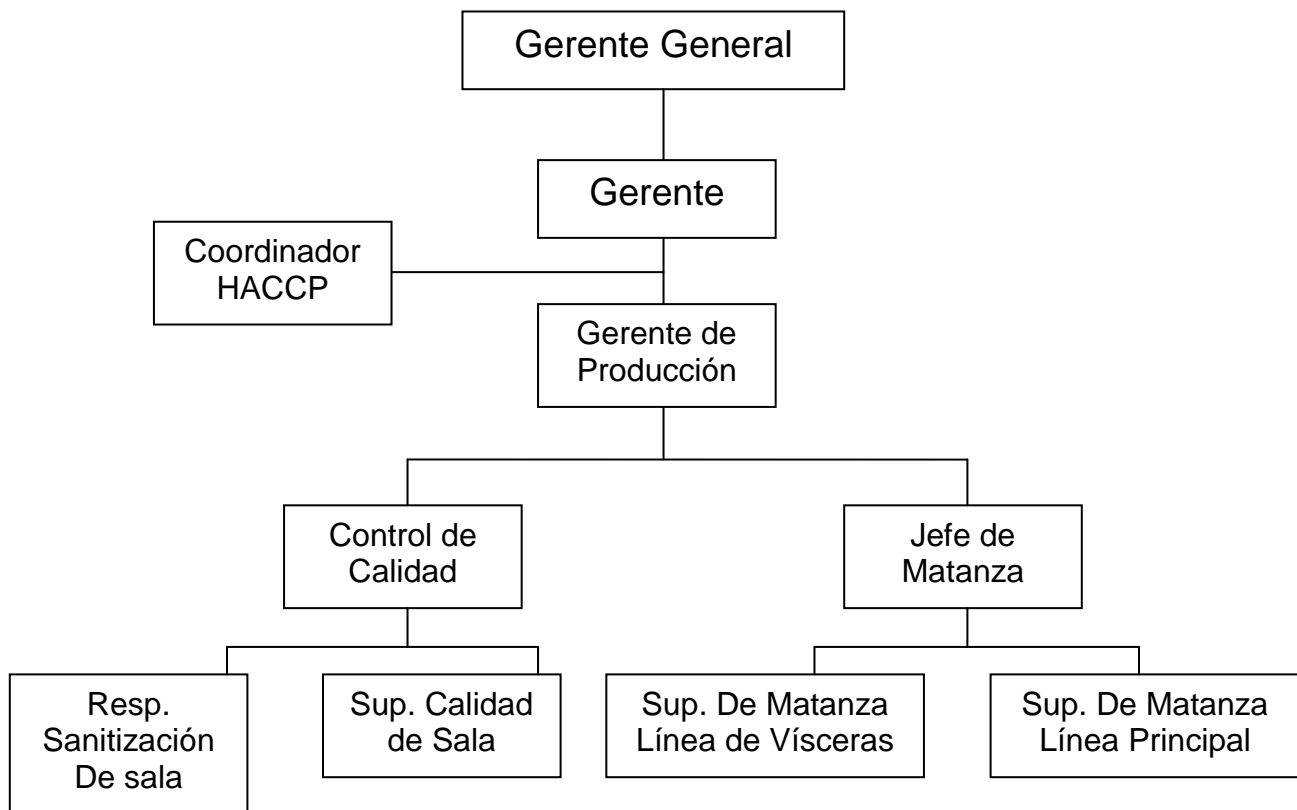 Gerente General
Gerente
Coordinador
HACCP
Gerente de
Producción
Control de
Calidad
Jefe de
Matanza
Resp.
Sanitización
De sala
Sup. Calidad
de Sala
Sup. De Matanza
Línea de Vísceras
Sup. De Matanza
Línea Principal